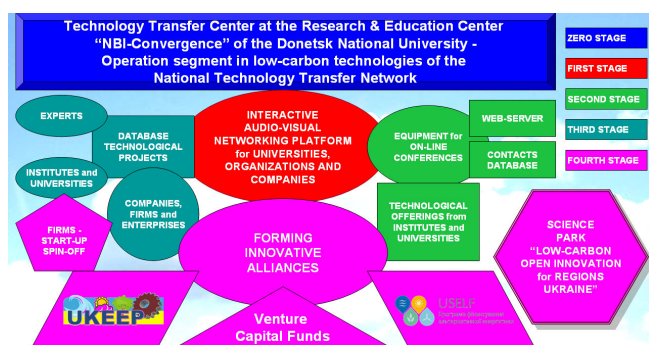 Technology Transfer Center at the Research & Education Center
“NBI-Convergence” of the Donetsk National University -
Operation segment in low-carbon technologies of the
National Technology Transfer Network
ZERO STAGE
FIRST STAGE
SECOND STAGE
THIRD STAGE
FOURTH STAGE
EXPERTS
DATABASE
TECHNOLOGICAL
PROJECTS
INTERACTIVE
AUDIO-VISUAL
NETWORKING PLATFORM
for UNIVERSITIES,
ORGANIZATIONS AND
COMPANIES
EQUIPMENT for
ON-LINE
CONFERENCES
WEB-SERVER
CONTACTS
DATABASE
INSTITUTES and
UNIVERSITIES
COMPANIES,
FIRMS and
ENTERPRISES
TECHNOLOGICAL
OFFERINGS from
INSTITUTES and
UNIVERSITIES
FIRMS -
START-UP
SPIN-OFF
FORMING
INNOVATIVE
ALLIANCES
SCIENCE
PARK
“LOW-CARBON
OPEN INNOVATION
for REGIONS
UKRAINE”
UKEEP
USELF
Venture
Capital Funds